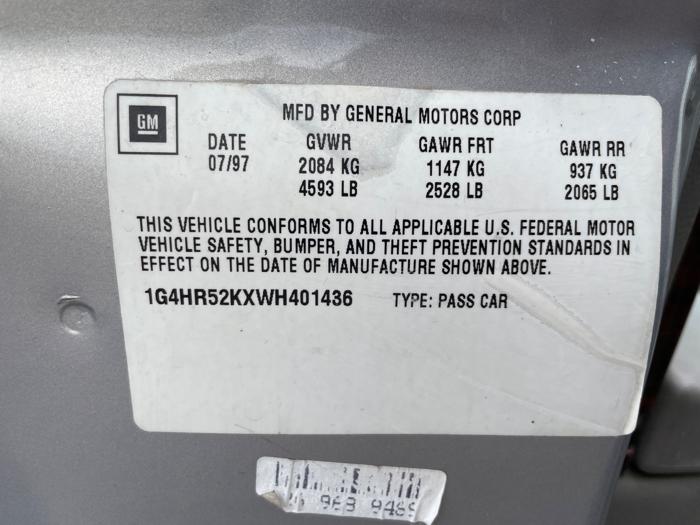 GM
MFD BY GENERAL MOTORS CORP
DATE GVWR GAWR FRT GAWR RR
07/97 2084 KG 1147 KG 937 KG
4593 LB 2528 LB 2065 LB
THIS VEHICLE CONFORMS TO ALL APPLICABLE U.S. FEDERAL MOTOR
VEHICLE SAFETY, BUMPER, AND THEFT PREVENTION STANDARDS IN
EFFECT ON THE DATE OF MANUFACTURE SHOWN ABOVE.
1G4HR52KXWH401436 TYPE: PASS CAR